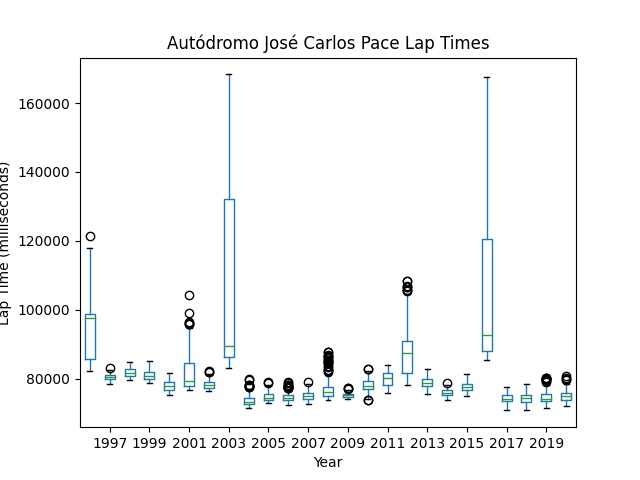 Autódromo José Carlos Pace Lap Times
Lap Time (milliseconds)
160000
140000
120000
100000
80000
1997 1999 2001 2003 2005 2007 2009 2011 2013 2015 2017 2019
Year